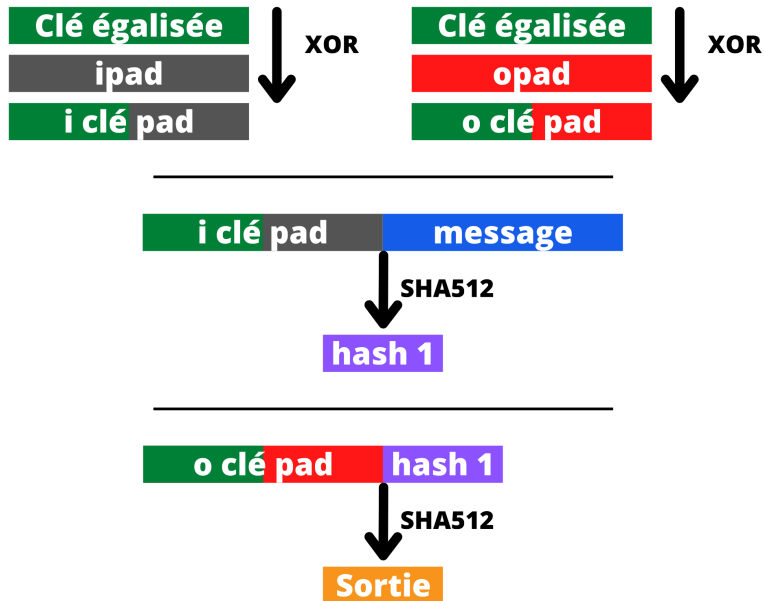 Clé égalisée
XOR
ipad
i clé pad
Clé égalisée
XOR
opad
o clé pad
i clé pad message
SHA512
hash 1
o clé pad hash 1
SHA512
Sortie